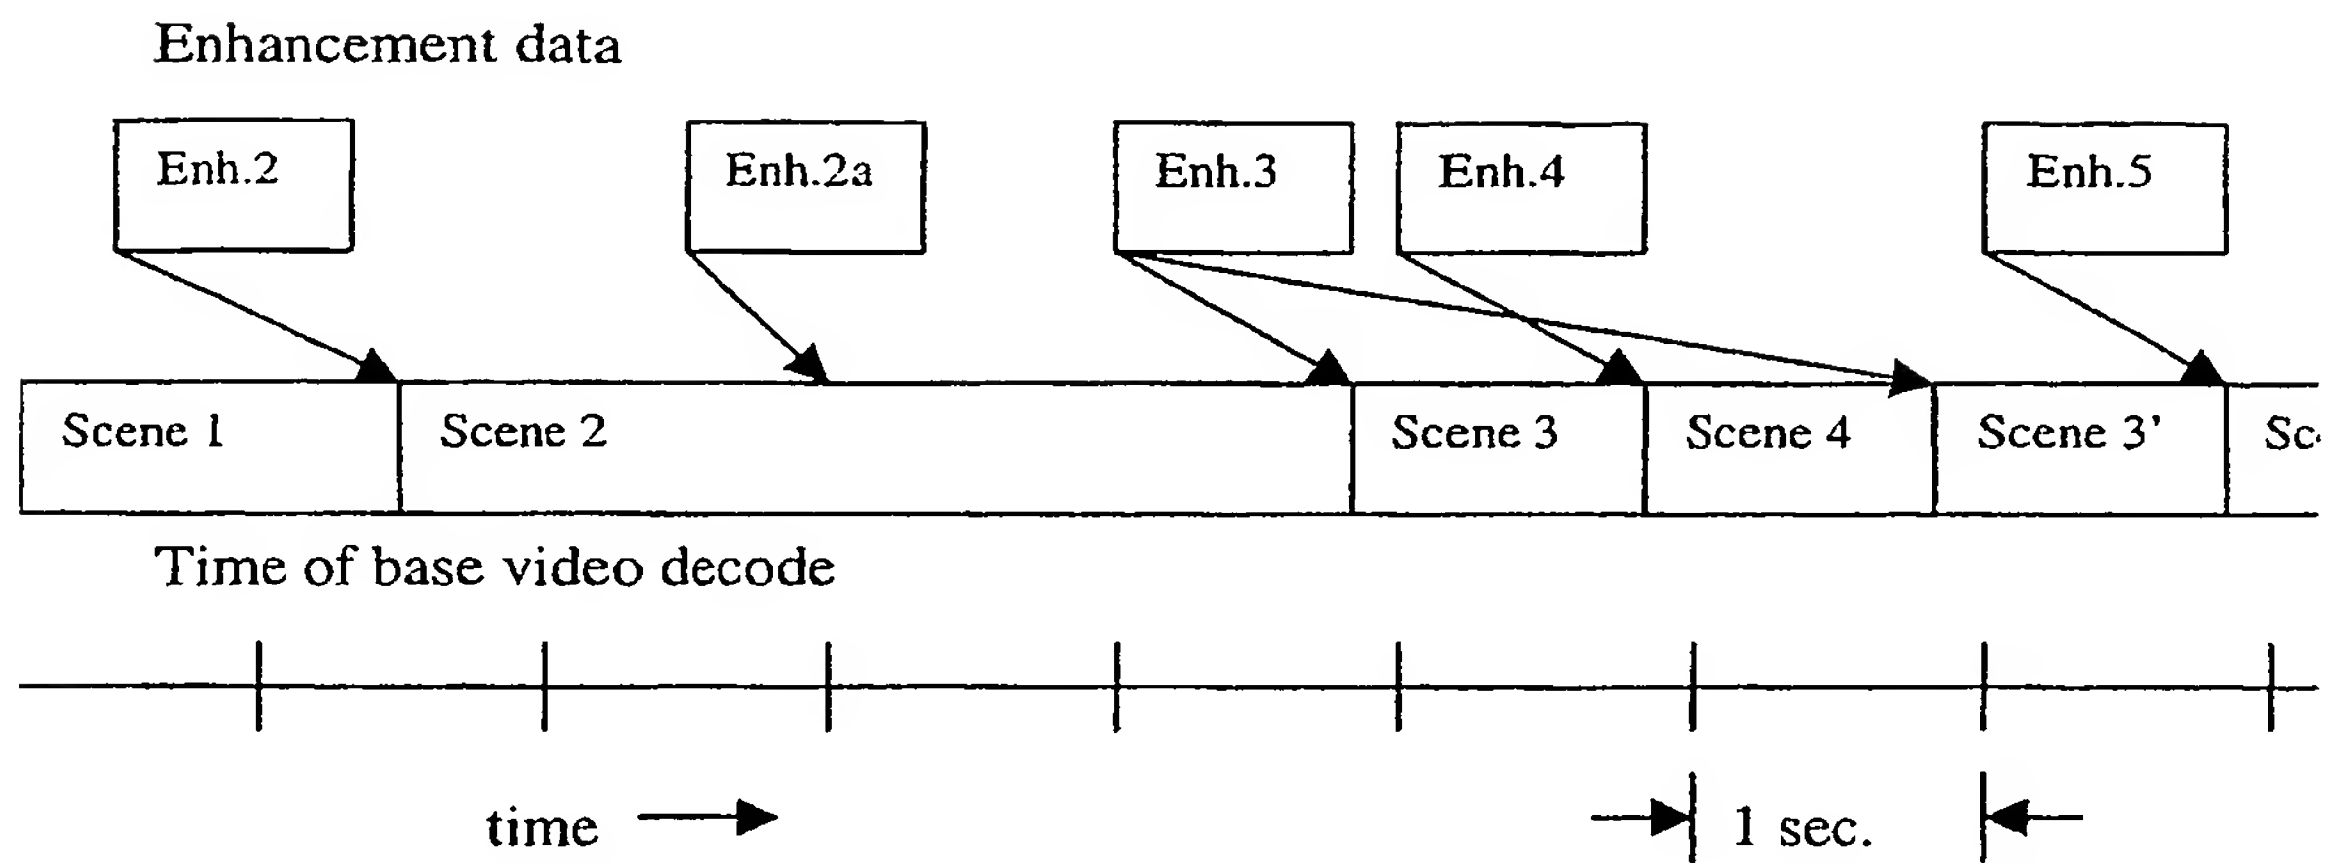 Enhancement data
Enh.2 Enh.2a Enh.3 Enh.4 Enh.5
Scene 1 Scene 2 Scene 3 Scene 4 Scene 3' Sc
Time of base video decode
time 1 sec.